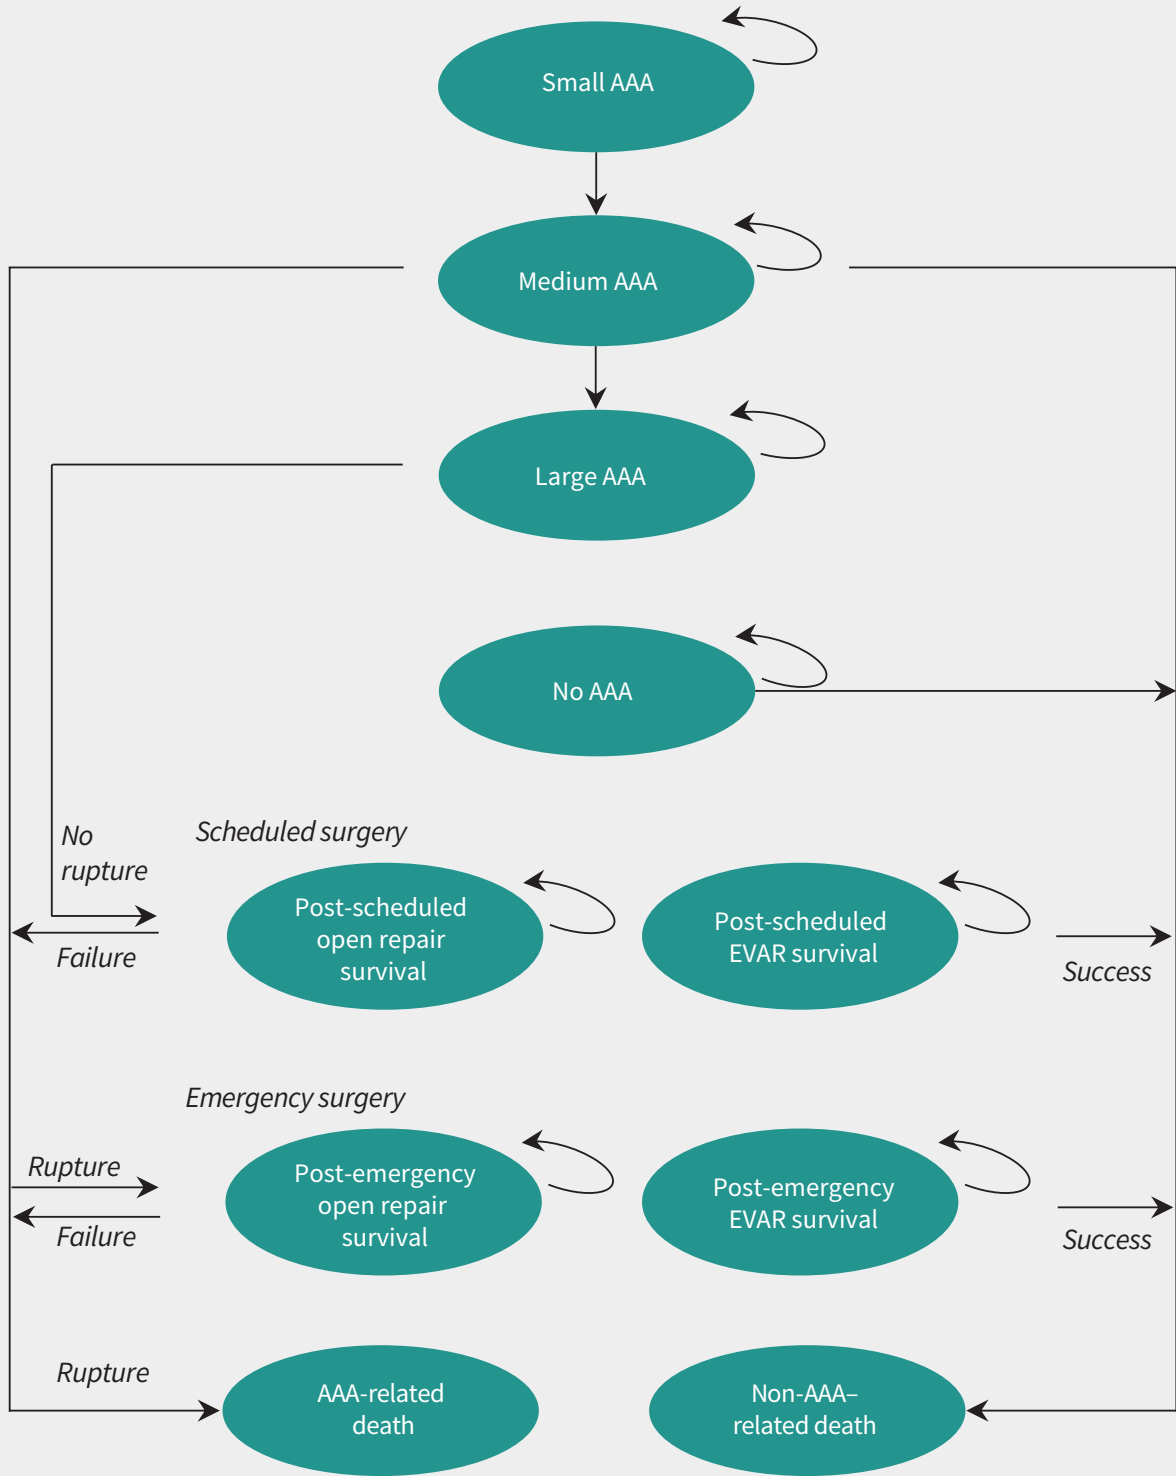 Small AAA
Medium AAA
Large AAA
No AAA
No
rupture
Scheduled surgery
Post-scheduled
open repair
survival
Post-scheduled
EVAR survival
Failure
Success
Emergency surgery
Rupture
Failure
Post-emergency
open repair
survival
Post-emergency
EVAR survival
Success
Rupture
AAA-related
death
Non-AAA–
related death